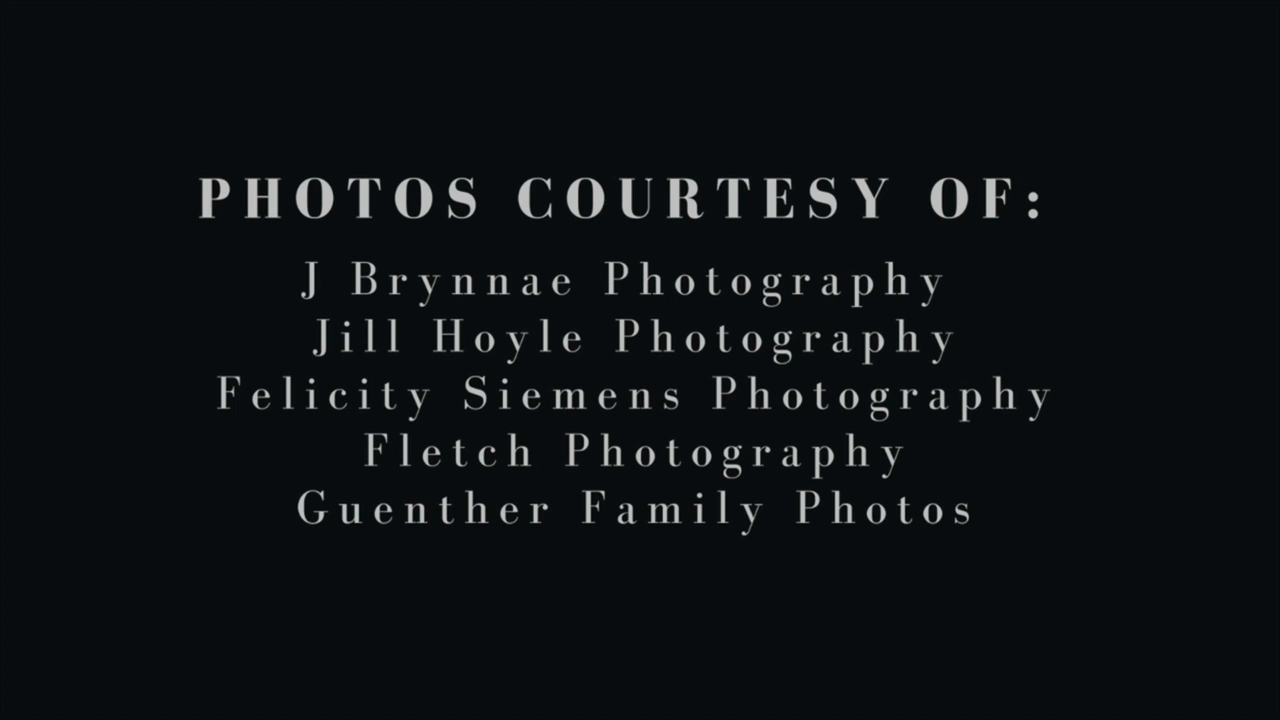 PHOTOS COURTESY OF:
J Brynnae Photography
Jill Hoyle Photography
Felicity Siemens Photography
Fletch Photography
Guenther Family Photos